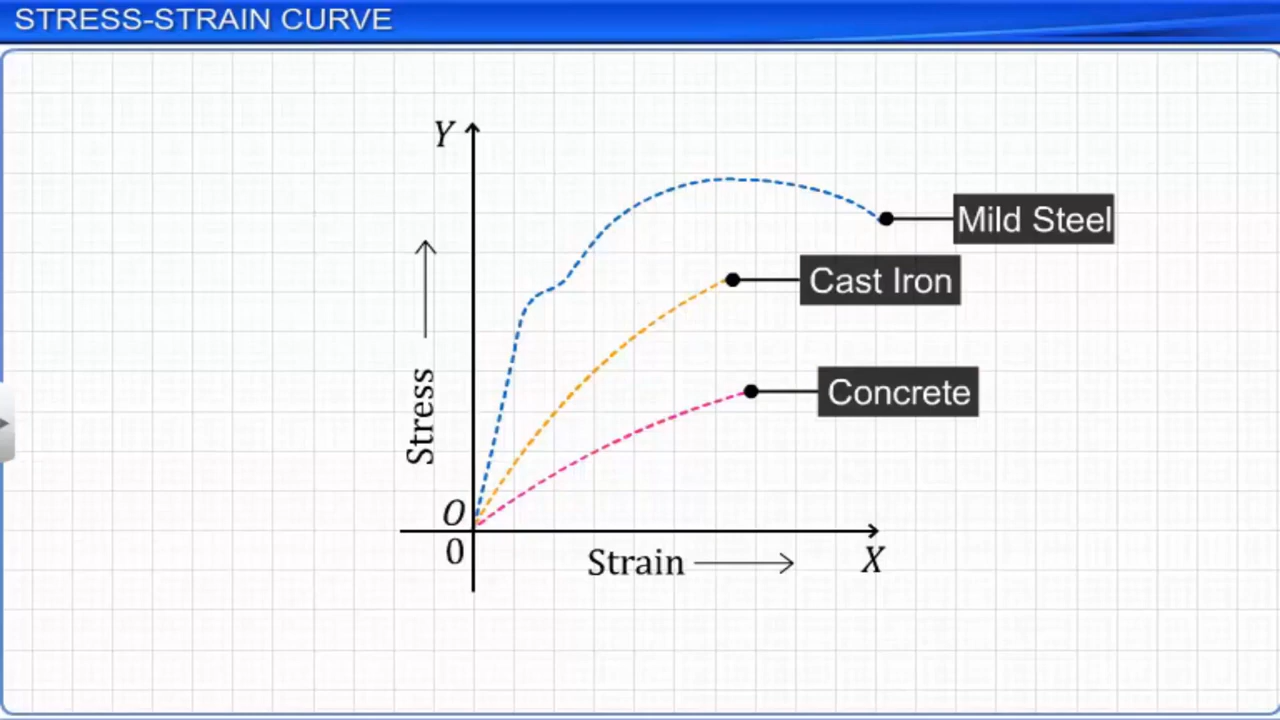 STRESS-STRAIN CURVE
Y
Mild Steel
Cast Iron
Stress
Concrete
O
0
Strain
X